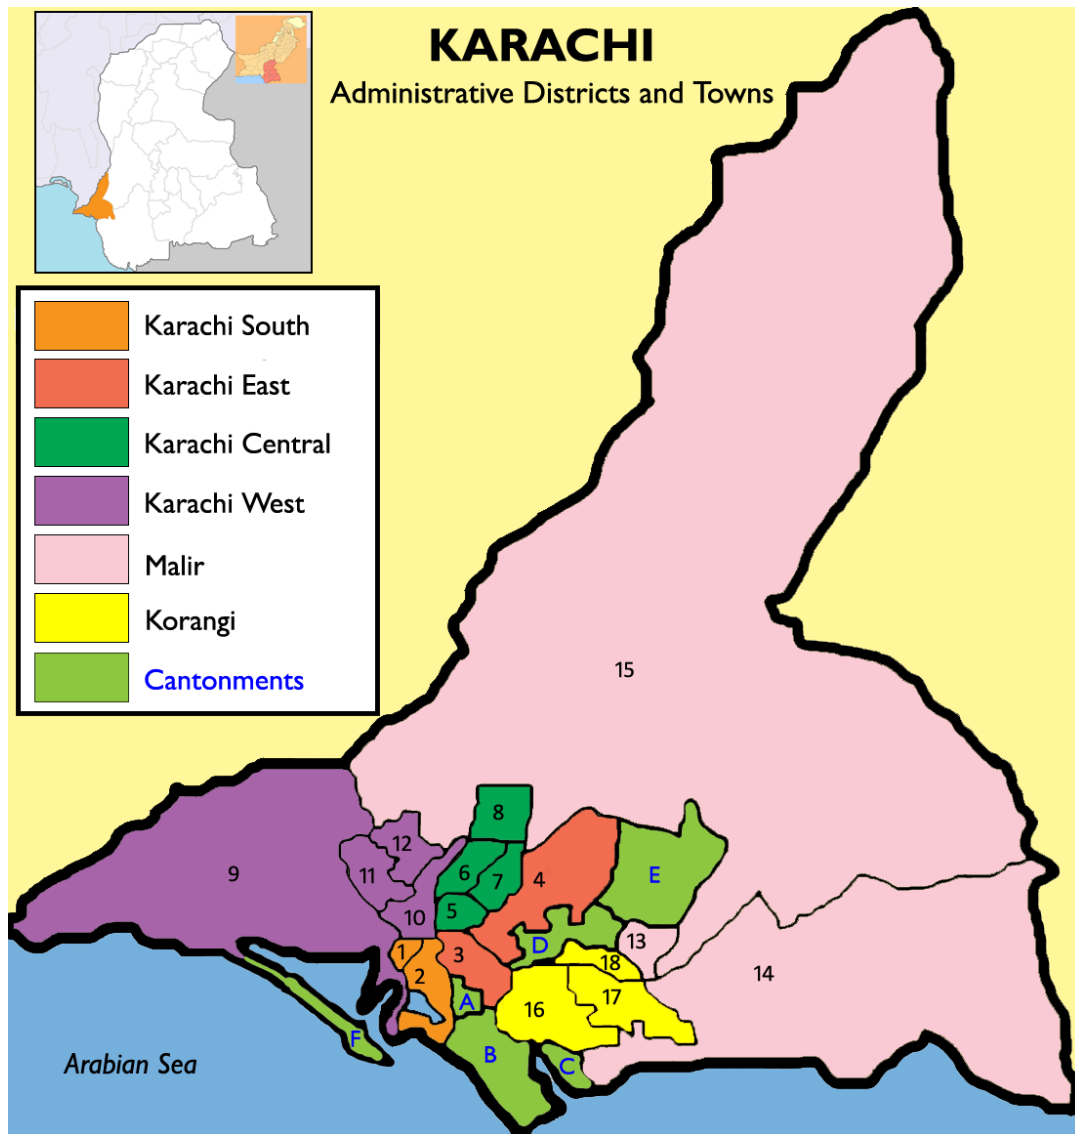 KARACHI
Administrative Districts and Towns
Karachi South
Karachi East
Karachi Central
Karachi West
Malir
Korangi
Cantonments
15
8
12
9
11
6
7
4
E
10
5
1
3
D
13
18
2
14
A
17
16
F
B
C
Arabian Sea